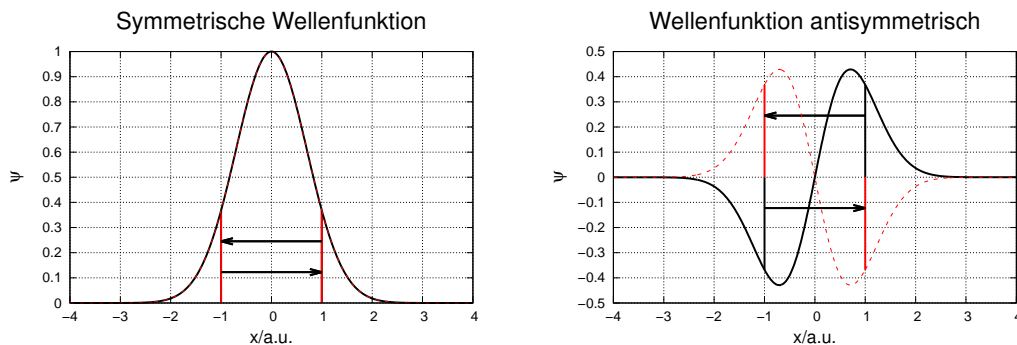 Symmetrische Wellenfunktion
1
0.9
0.8
0.7
0.6
0.5
0.4
0.3
0.2
0.1
0
ψ
−4 −3 −2 −1 0 1 2 3 4
x/a.u.
Wellenfunktion antisymmetrisch
0.5
0.4
0.3
0.2
0.1
0
−0.1
−0.2
−0.3
−0.4
−0.5
ψ
−4 −3 −2 −1 0 1 2 3 4
x/a.u.